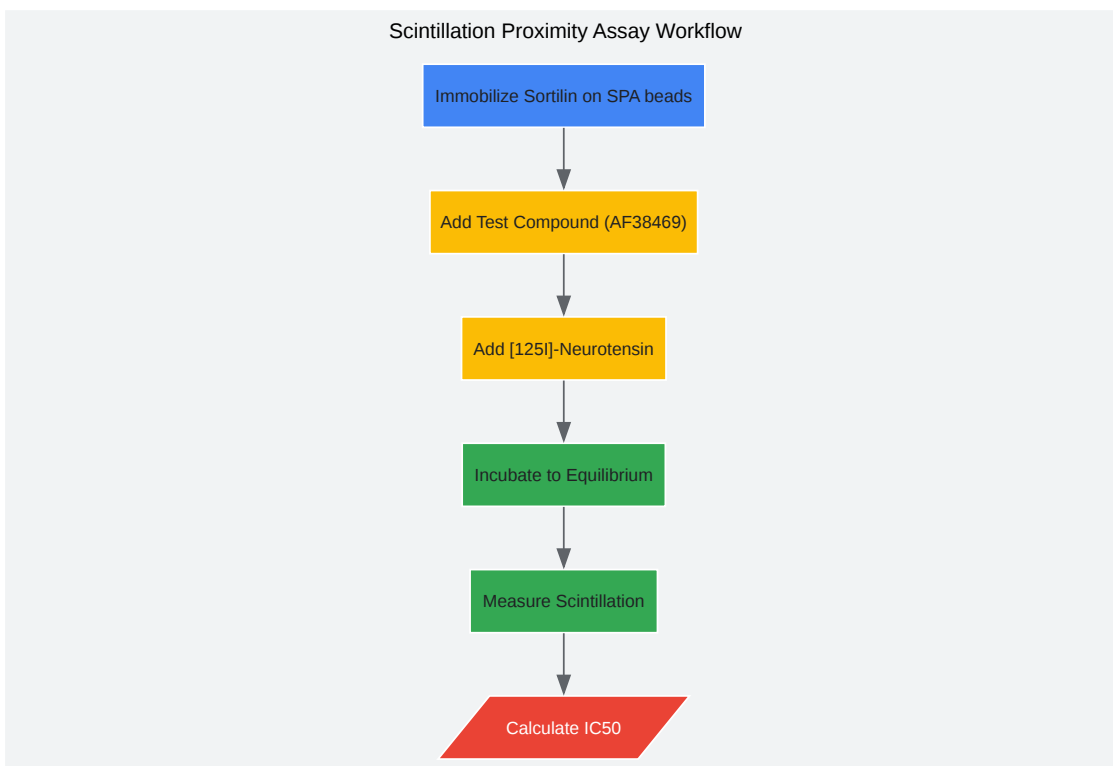 Scintillation Proximity Assay Workflow
Immobilize Sortilin on SPA beads
Add Test Compound (AF38469)
Add [125I]-Neurotensin
Incubate to Equilibrium
Measure Scintillation
Calculate IC50